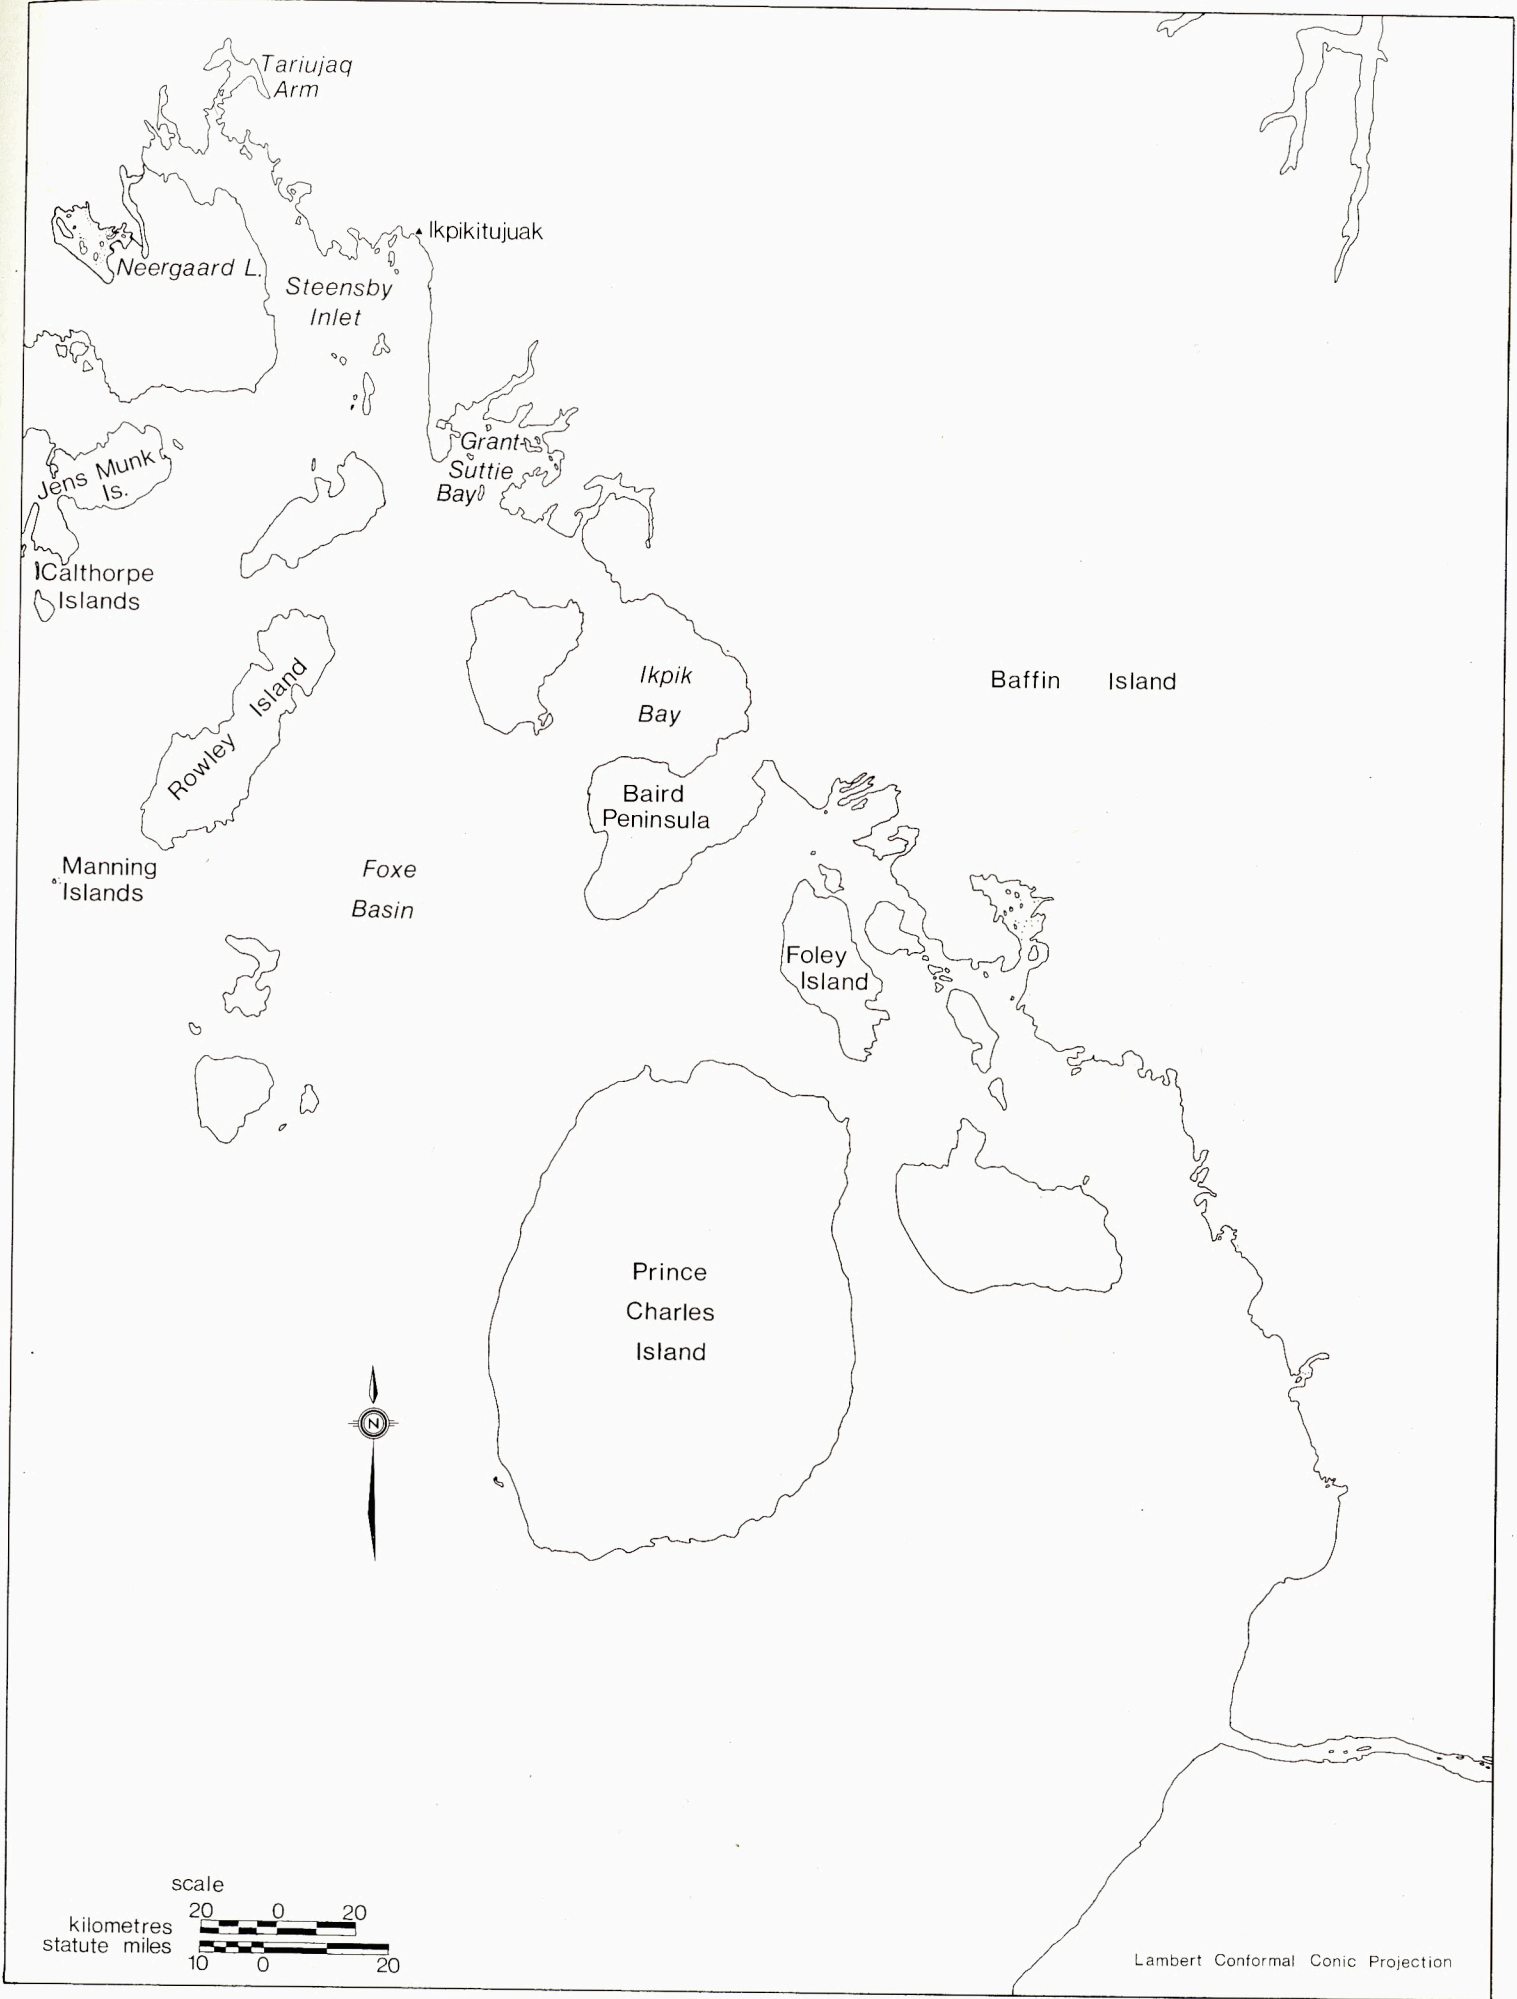 Tariujaq
Arm
Ikpikitujuak
Neergaard L.
Steensby
Inlet
Grant-
Suttie
Bay
Jens Munk
Is.
Calthorpe
Islands
Rowley Island
Ikpik
Bay
Baffin Island
Baird
Peninsula
Manning
Islands
Foxe
Basin
Foley
Island
Prince
Charles
Island
N
scale
20 0 20
kilometres
statute miles
10 0 20
Lambert Conformal Conic Projection